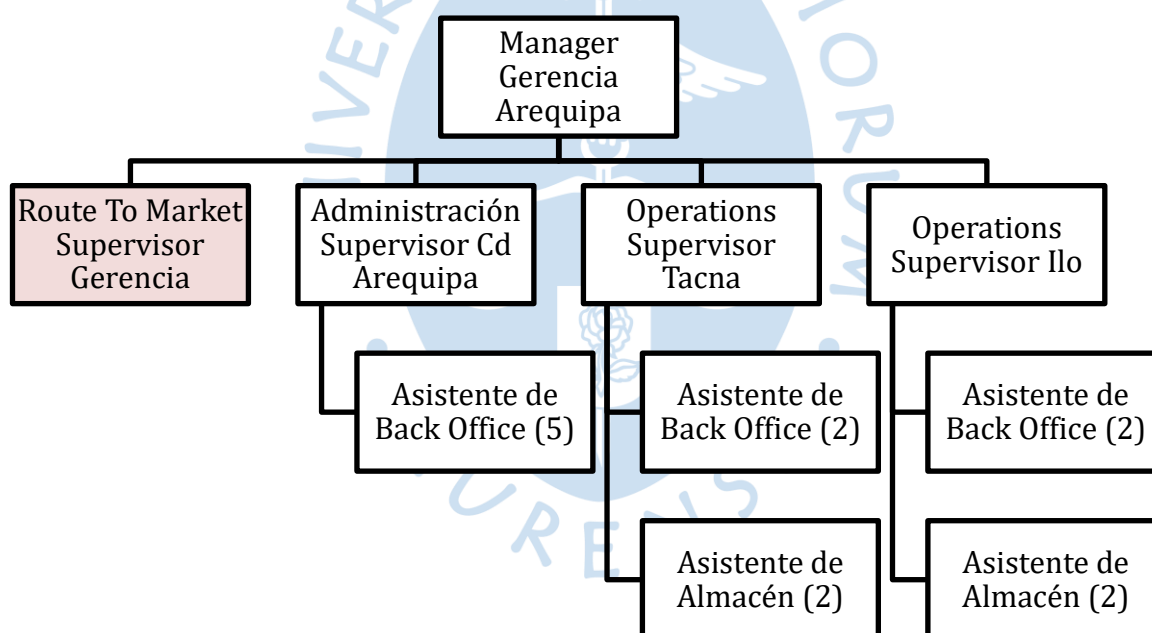 Manager
Gerencia
Arequipa
Route To Market
Supervisor
Gerencia
Administración
Supervisor Cd
Arequipa
Operations
Supervisor
Tacna
Operations
Supervisor Ilo
Asistente de
Back Office (5)
Asistente de
Back Office (2)
Asistente de
Back Office (2)
Asistente de
Almacén (2)
Asistente de
Almacén (2)